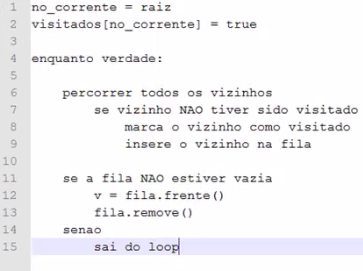 1 no_corrente = raiz
2 visitados[no_corrente] = true
3
4 enquanto verdade:
5
6     percorrer todos os vizinhos
7         se vizinho NAO tiver sido visitado
8             marca o vizinho como visitado
9             insere o vizinho na fila
10
11     se a fila NAO estiver vazia
12         v = fila.frente()
13         fila.remove()
14     senao
15         sai do loop